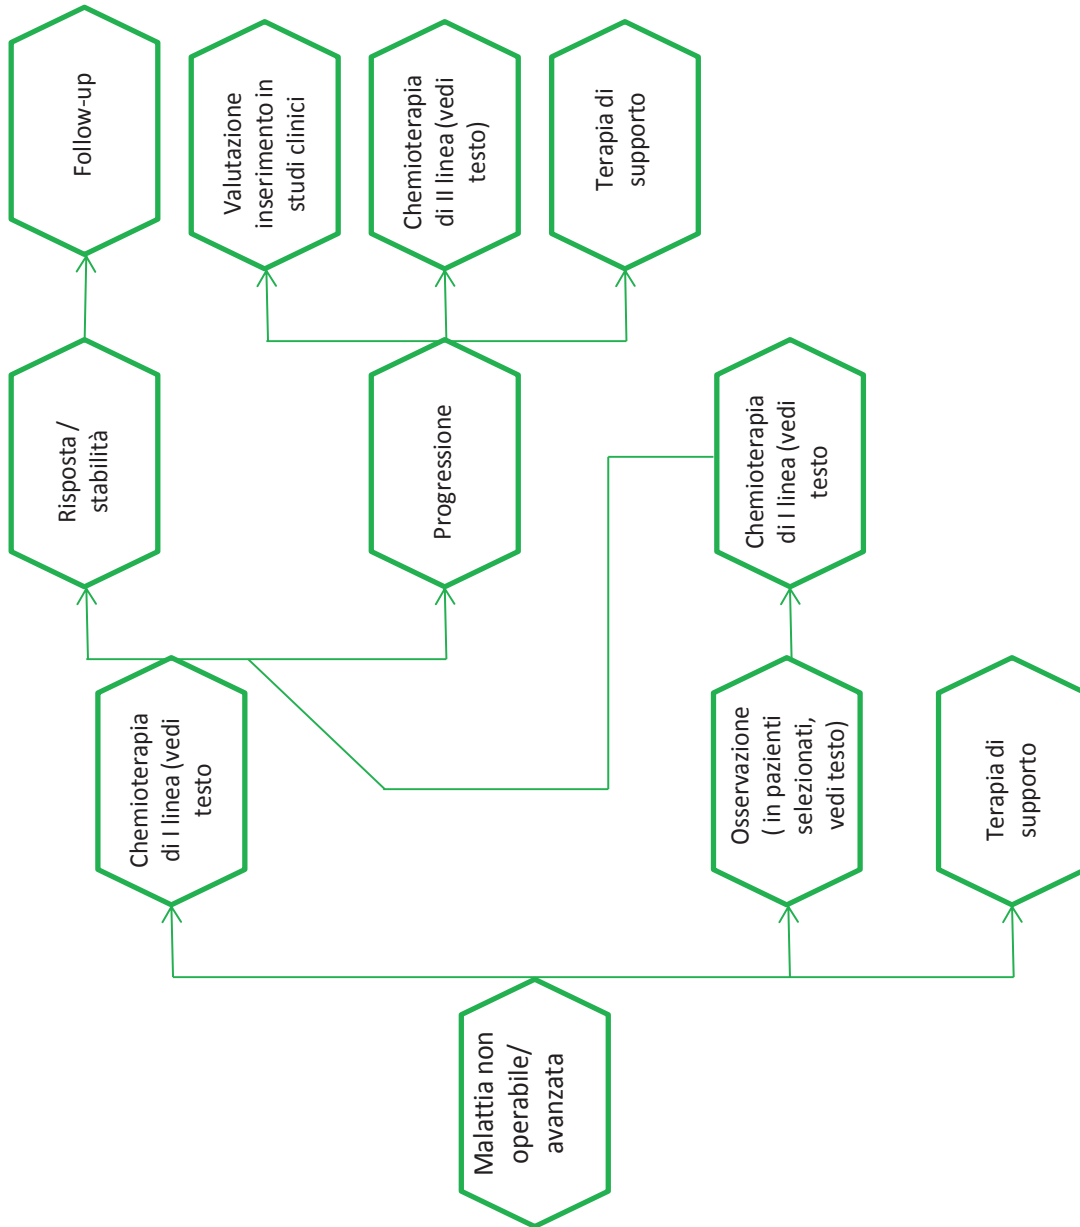 Malattia non
operabile/
avanzata
Chemioterapia
di I linea (vedi
testo
Osservazione
( in pazienti
selezionati,
vedi testo)
Terapia di
supporto
Risposta /
stabilità
Progressione
Chemioterapia
di I linea (vedi
testo
Follow-up
Valutazione
inserimento in
studi clinici
Chemioterapia
di II linea (vedi
testo)
Terapia di
supporto